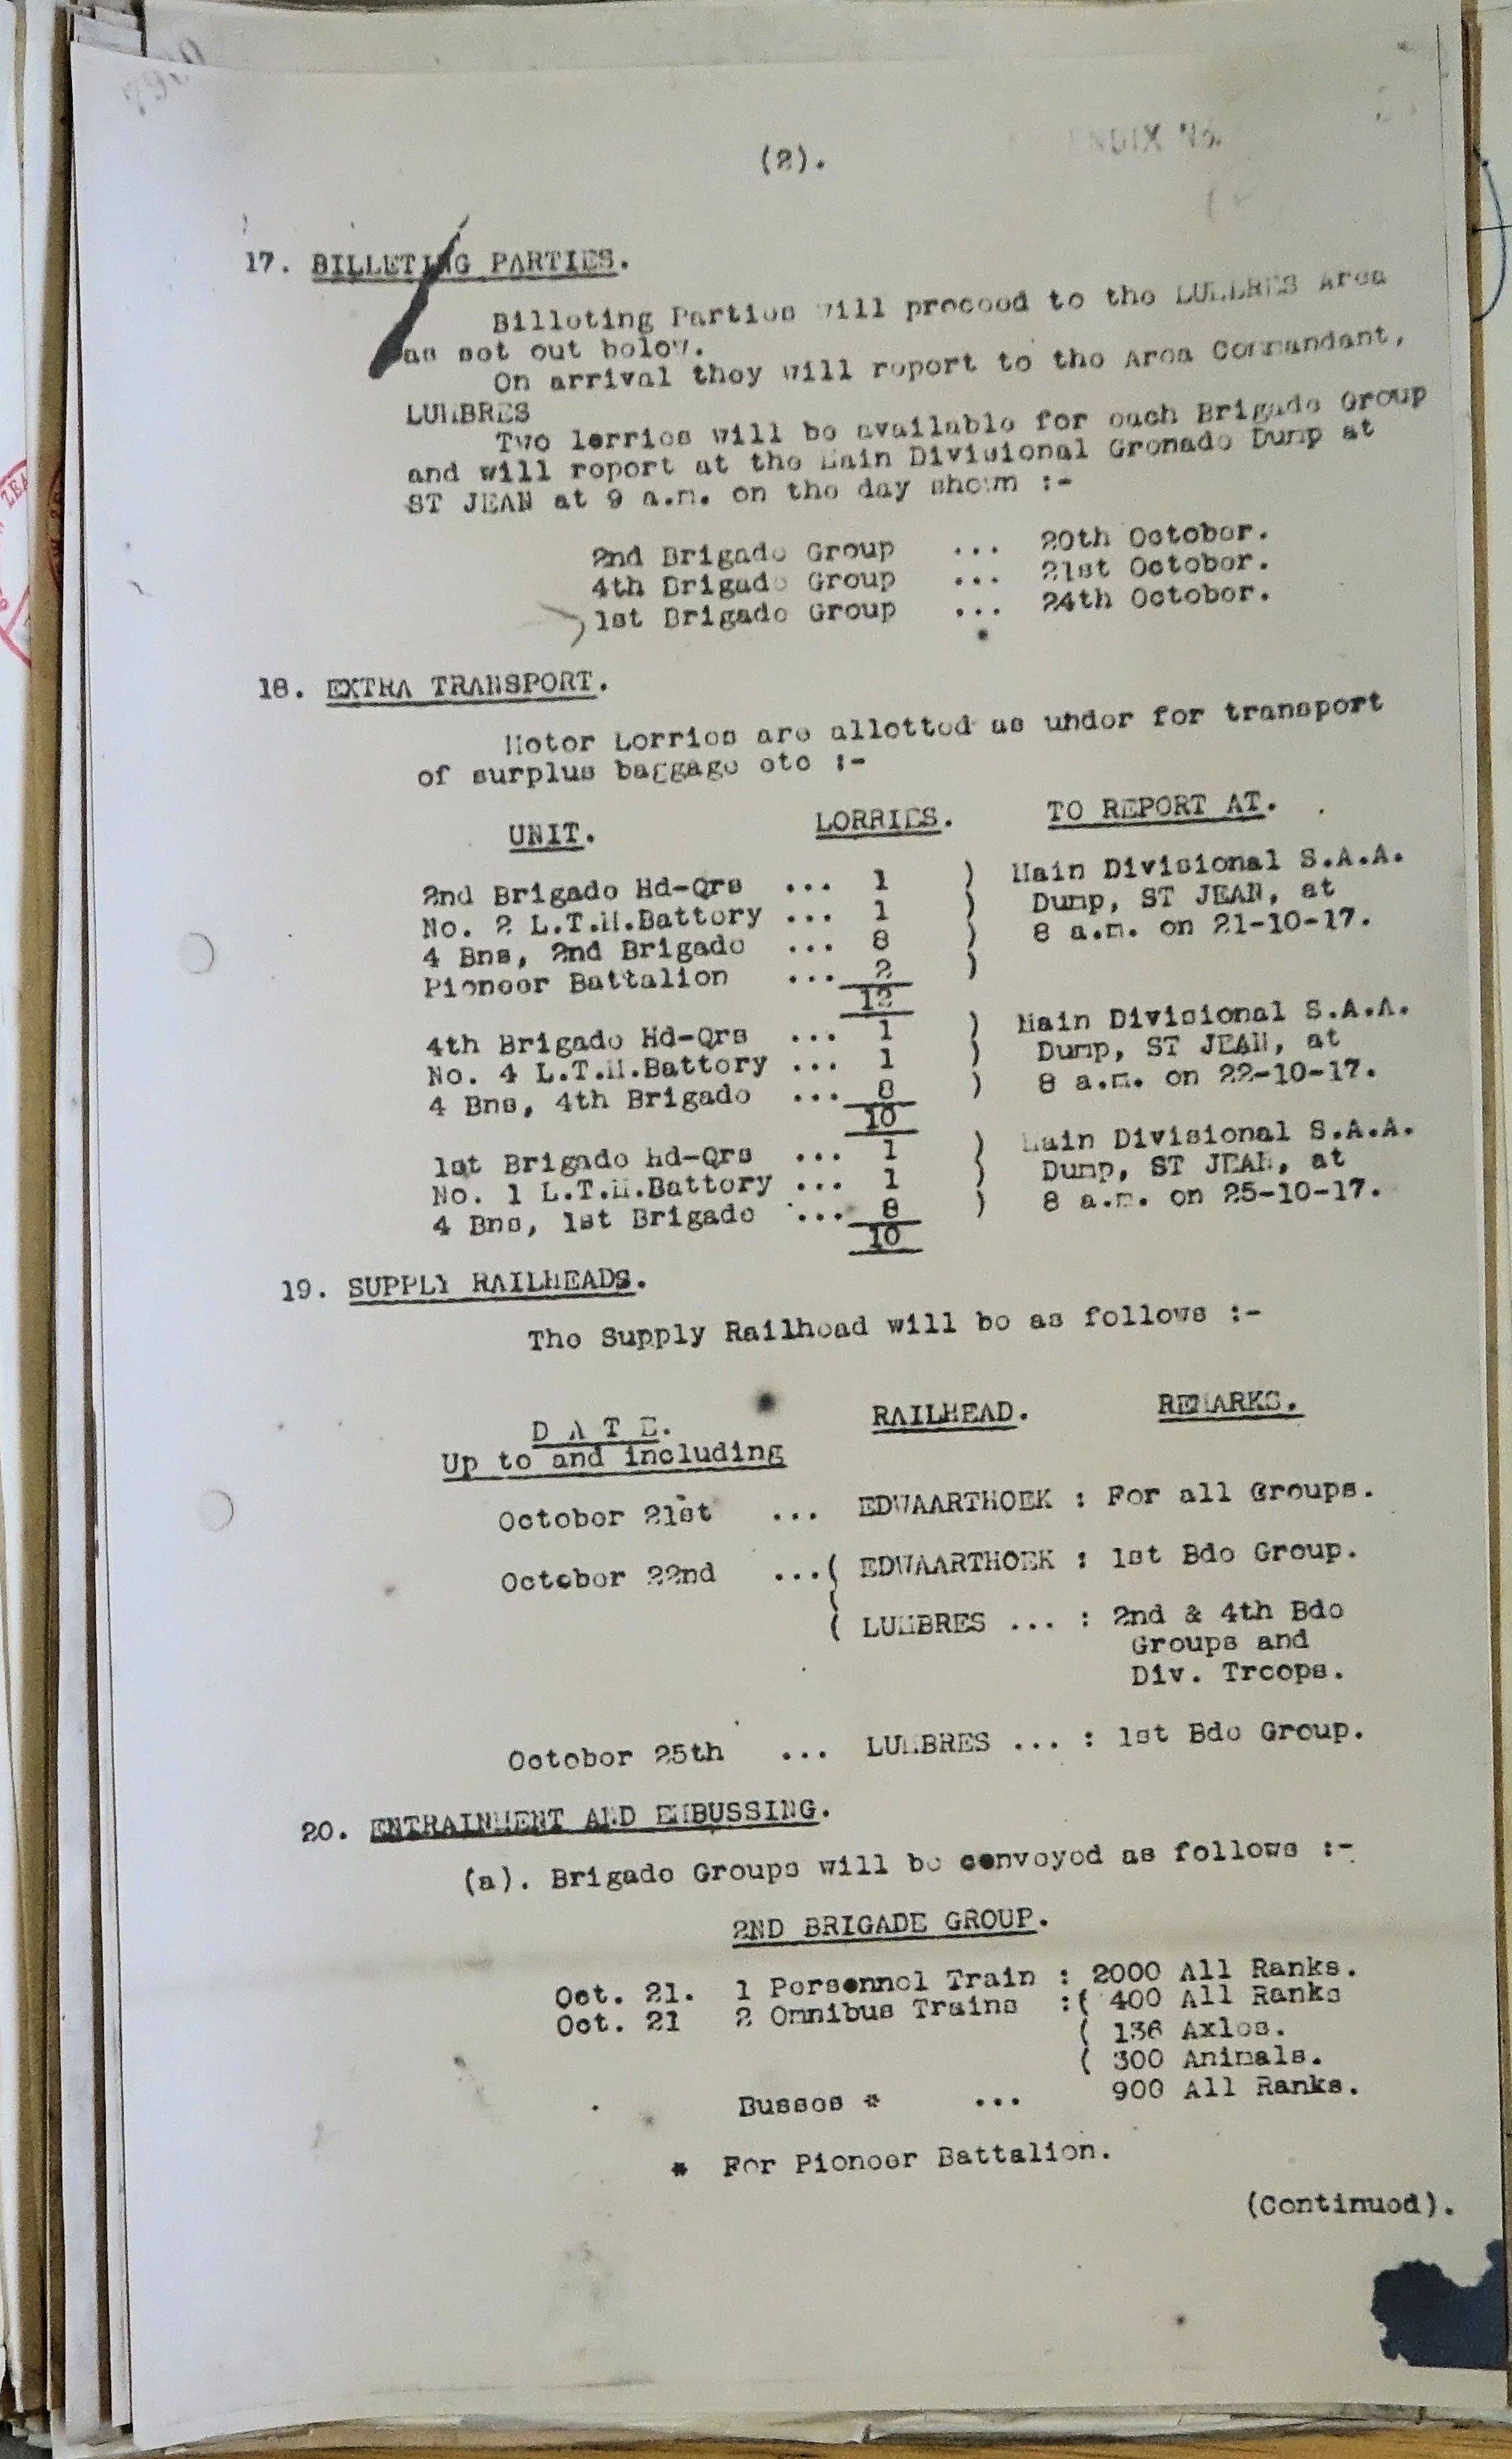 (2).
17. BILLETING PARTIES.
Billeting Parties will proceed to the LUMBRES Area
as set out below.
On arrival they will report to the Area Commandant,
LUMBRES
Two lorries will be available for each Brigade Group
and will report at the Main Divisional Grenade Dump at
ST JEAN at 9 a.m. on the day shown :-
2nd Brigade Group ... 20th October.
4th Brigade Group ... 21st October.
1st Brigade Group ... 24th October.
18. EXTRA TRANSPORT.
Motor Lorries are allotted as under for transport
of surplus baggage etc :-
UNIT. LORRIES. TO REPORT AT.
2nd Brigade Hd-Qrs ... 1 ) Main Divisional S.A.A.
No. 2 L.T.M.Battery ... 1 ) Dump, ST JEAN, at
4 Bns, 2nd Brigade ... 8 ) 8 a.m. on 21-10-17.
Pioneer Battalion ... 2 )
12
4th Brigade Hd-Qrs ... 1 ) Main Divisional S.A.A.
No. 4 L.T.M.Battery ... 1 ) Dump, ST JEAN, at
4 Bns, 4th Brigade ... 8 ) 8 a.m. on 22-10-17.
10
1st Brigade Hd-Qrs ... 1 ) Main Divisional S.A.A.
No. 1 L.T.M.Battery ... 1 ) Dump, ST JEAN, at
4 Bns, 1st Brigade ... 8 ) 8 a.m. on 25-10-17.
10
19. SUPPLY RAILHEADS.
The Supply Railhead will be as follows :-
D A T E. RAILHEAD. REMARKS.
Up to and including
October 21st ... EDWAARTHOEK : For all Groups.
October 22nd ...( EDWAARTHOEK : 1st Bde Group.
(
( LUMBRES ... : 2nd & 4th Bde
Groups and
Div. Troops.
October 25th ... LUMBRES ... : 1st Bde Group.
20. ENTRAINMENT AND EMBUSSING.
(a). Brigade Groups will be conveyed as follows :-
2ND BRIGADE GROUP.
Oct. 21. 1 Personnel Train : 2000 All Ranks.
Oct. 21 2 Omnibus Trains :( 400 All Ranks
( 136 Axles.
( 300 Animals.
Busses * ... 900 All Ranks.
* For Pioneer Battalion.
(Continued).